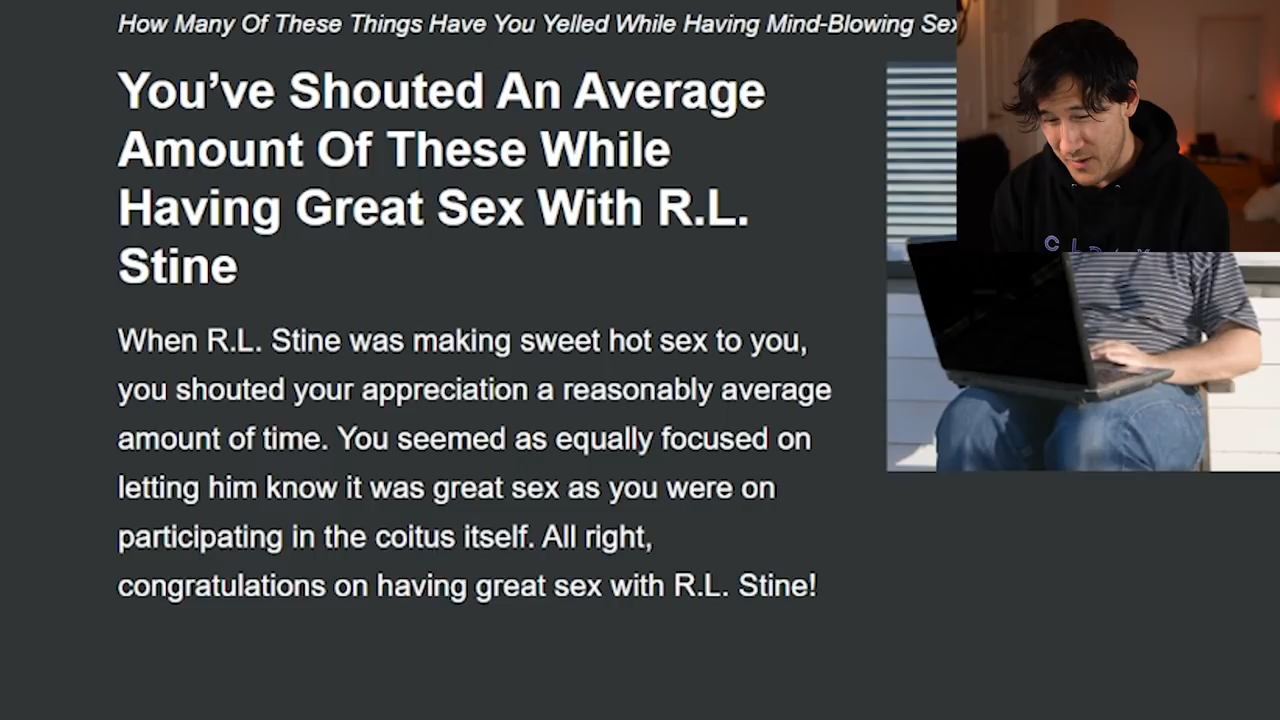 How Many Of These Things Have You Yelled While Having Mind-Blowing Sex
You’ve Shouted An Average
Amount Of These While
Having Great Sex With R.L.
Stine
When R.L. Stine was making sweet hot sex to you,
you shouted your appreciation a reasonably average
amount of time. You seemed as equally focused on
letting him know it was great sex as you were on
participating in the coitus itself. All right,
congratulations on having great sex with R.L. Stine!